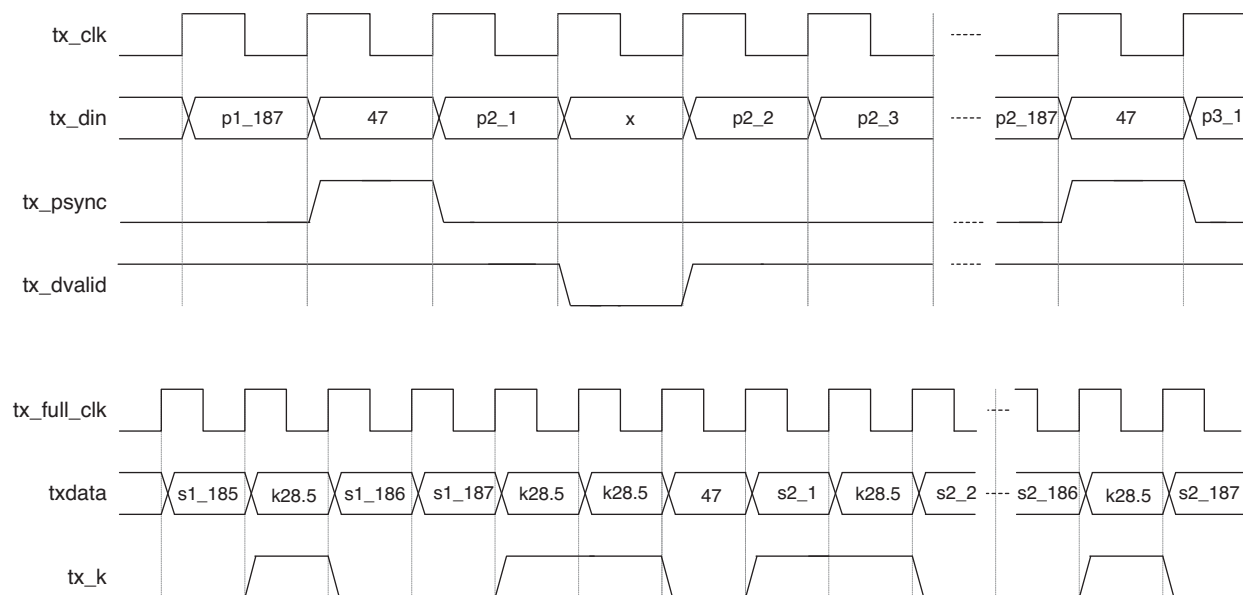 tx_clk
tx_din p1_187 47 p2_1 x p2_2 p2_3 p2_187 47 p3_1
tx_psync
tx_dvalid
tx_full_clk
txdata s1_185 k28.5 s1_186 s1_187 k28.5 k28.5 47 s2_1 k28.5 s2_2 s2_186 k28.5 s2_187
tx_k